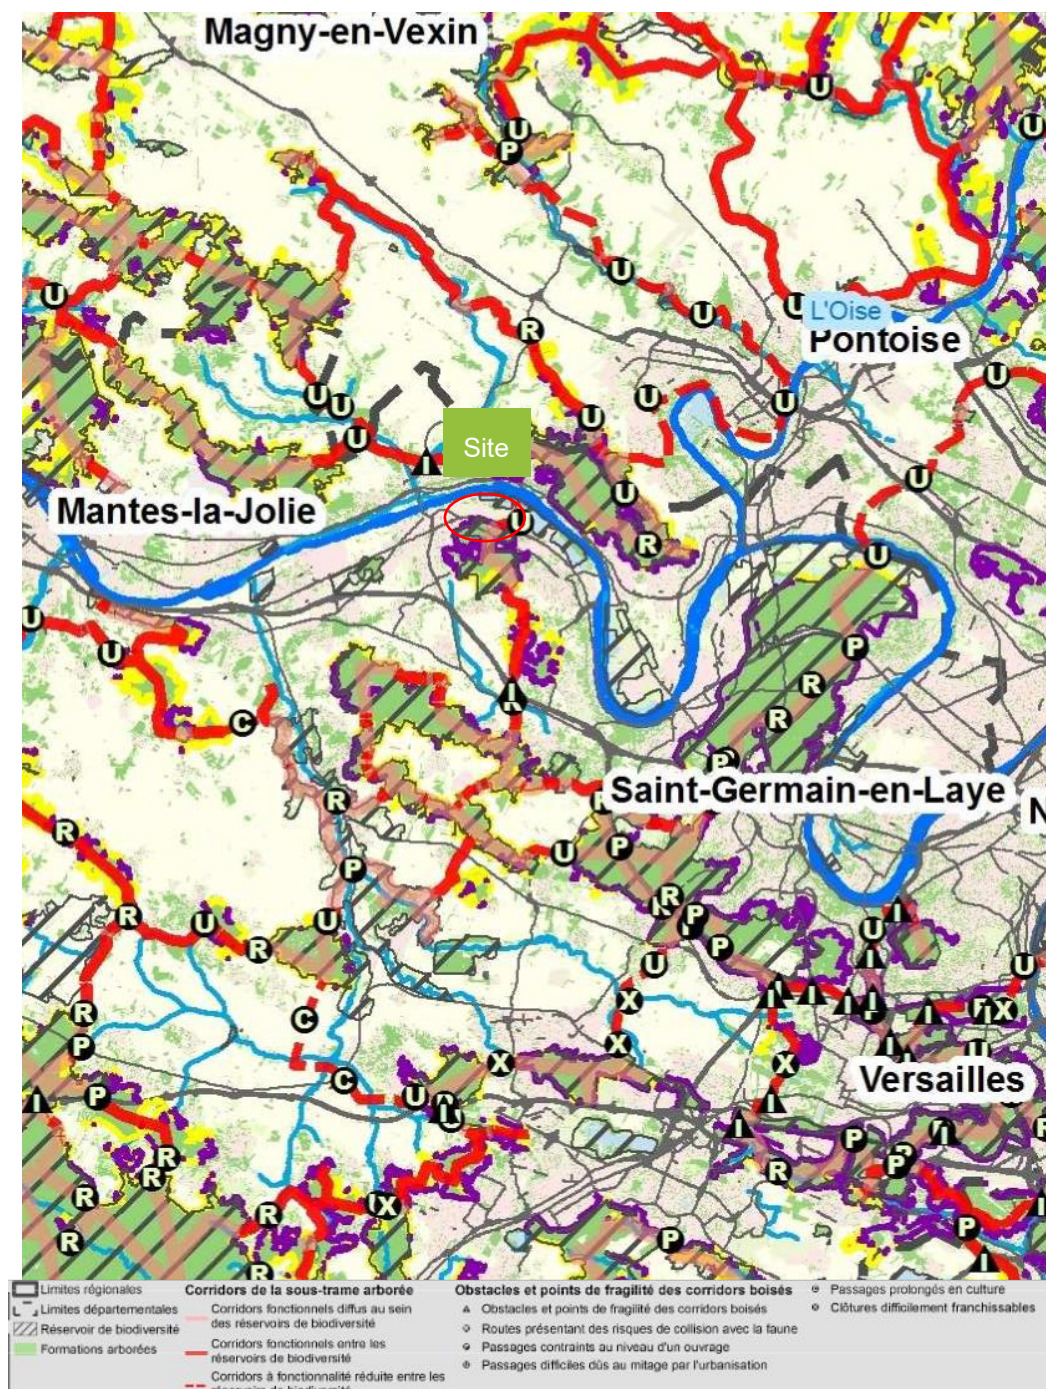 Magny-en-Vexin
U
U
U
P
U
U
U
U
L'Oise
Pontoise
R
U
U
U
U
U
U
U
Site
U
I
U
U
Mantes-la-Jolie
U
R
U
U
U
P
R
I
C
R
P
Saint-Germain-en-Laye
N
R
R
U
P
R
P
U
P
R
P
I
R
U
R
U
U
U
X
I
I
I
I
I
X
R
C
P
X
X
X
U
Versailles
I
P
C
U
I
I
I
P
R
R
R
P
R
R
X
P
P
I
R
P
R
I
Limites régionales
Limites départementales
Réservoir de biodiversité
Formations arborées
Corridors de la sous-trame arborée
Corridors fonctionnels diffus au sein
des réservoirs de biodiversité
Corridors fonctionnels entre les
réservoirs de biodiversité
Corridors à fonctionnalité réduite entre les
réservoirs de biodiversité
Obstacles et points de fragilité des corridors boisés
Obstacles et points de fragilité des corridors boisés
Routes présentant des risques de collision avec la faune
Passages contraints au niveau d'un ouvrage
Passages difficiles dûs au mitage par l'urbanisation
Passages prolongés en culture
Clôtures difficilement franchissables